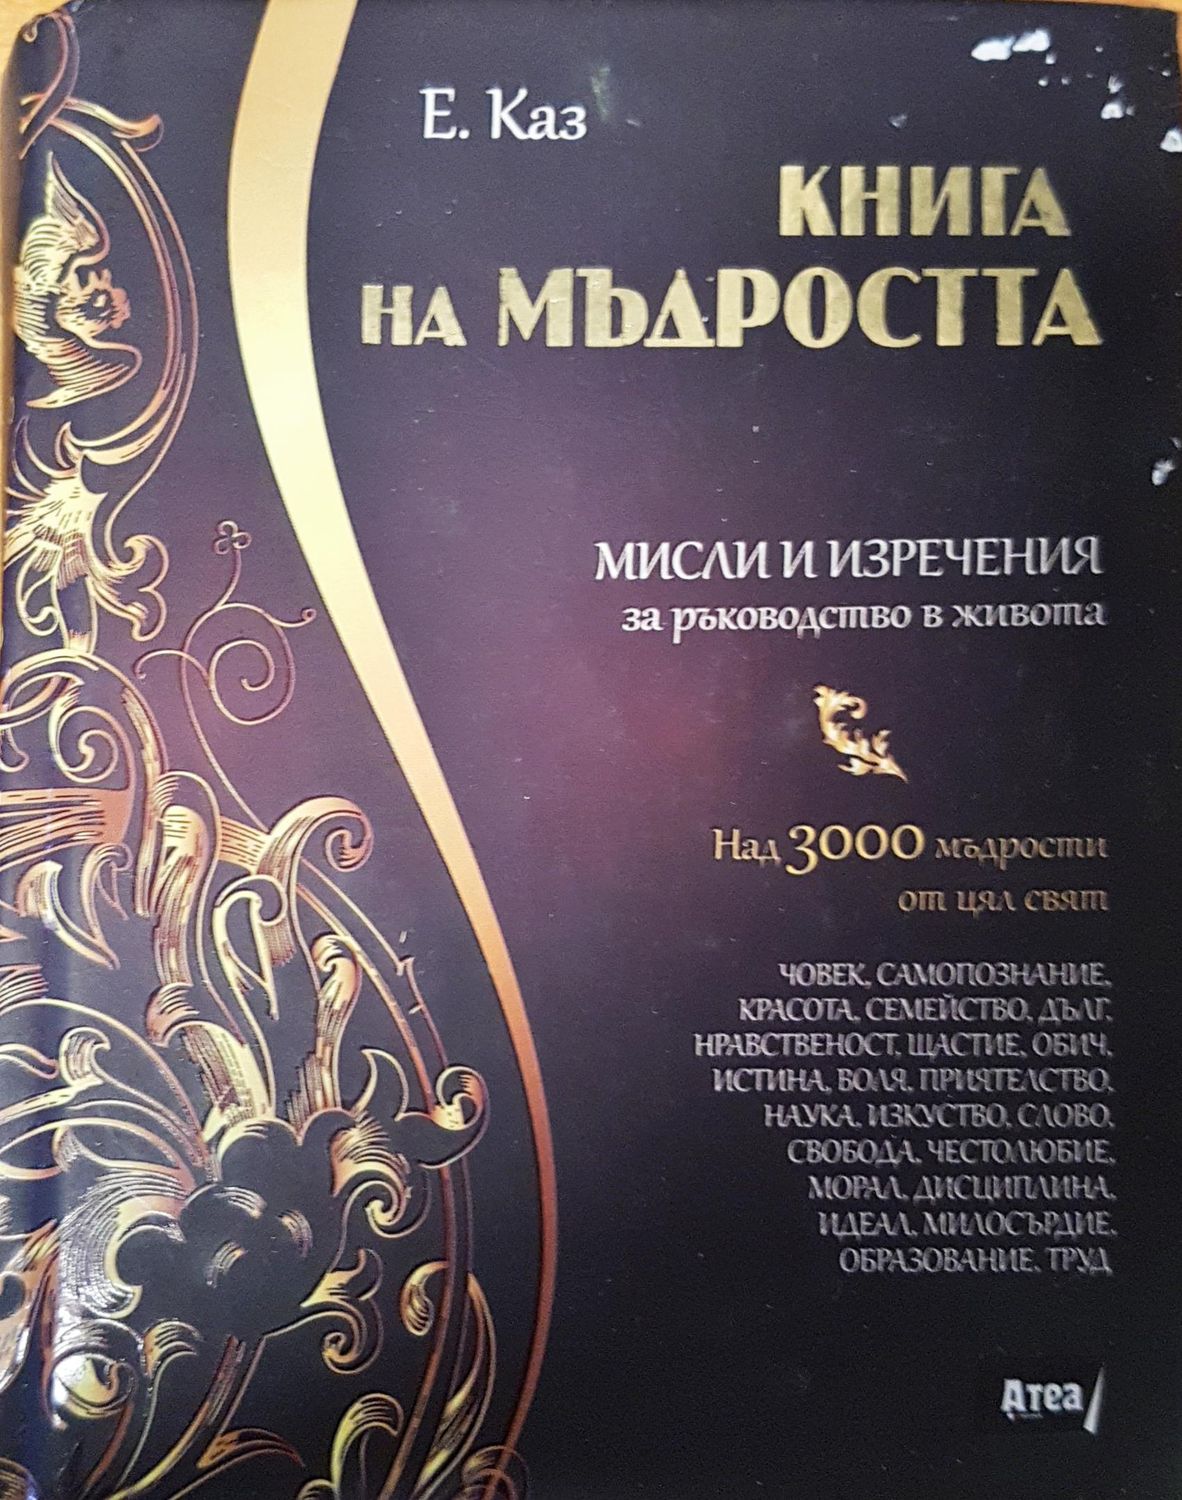 Е. Каз
КНИГА
НА МЪДРОСТТА
МИСЛИ И ИЗРЕЧЕНИЯ
за ръководство в живота
Над 3000 мъдрости
от цял свят
ЧОВЕК, САМОПОЗНАНИЕ,
КРАСОТА, СЕМЕЙСТВО, ДЪЛГ,
НРАВСТВЕНОСТ, ЩАСТИЕ, ОБИЧ,
ИСТИНА, ВОЛЯ, ПРИЯТЕЛСТВО,
НАУКА, ИЗКУСТВО, СЛОВО,
СВОБОДА, ЧЕСТОЛЮБИЕ,
МОРАЛ, ДИСЦИПЛИНА,
ИДЕАЛ, МИЛОСЪРДИЕ,
ОБРАЗОВАНИЕ, ТРУД
Атеа